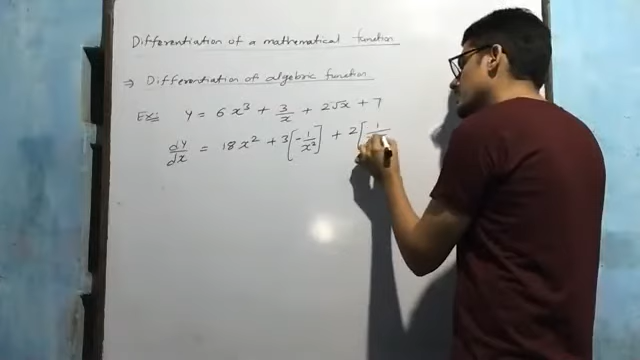 Differentiation of a mathematical function
⇒ Differentiation of algebric function
Ex:- y = 6x³ + 3/x + 2√x + 7
dy/dx = 18x² + 3[-1/x²] + 2[1/